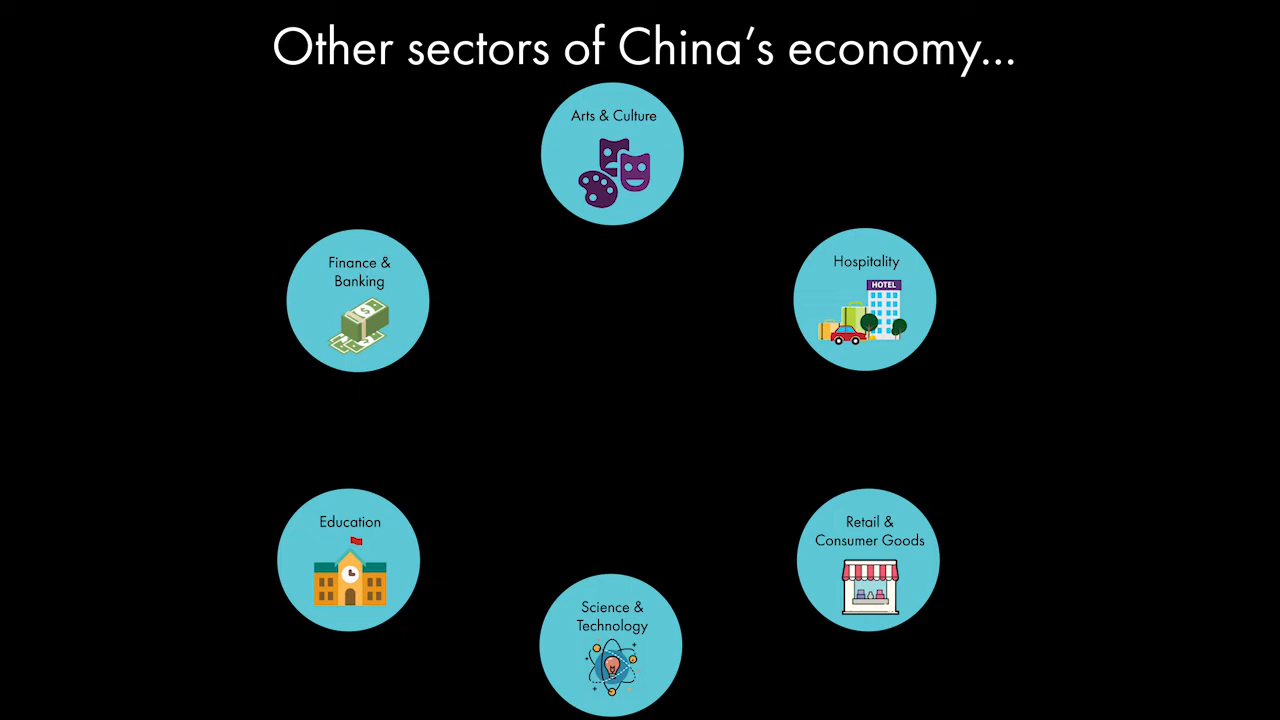 Other sectors of China’s economy...
Arts & Culture
Finance &
Banking
Hospitality
HOTEL
Education
Retail &
Consumer Goods
Science &
Technology